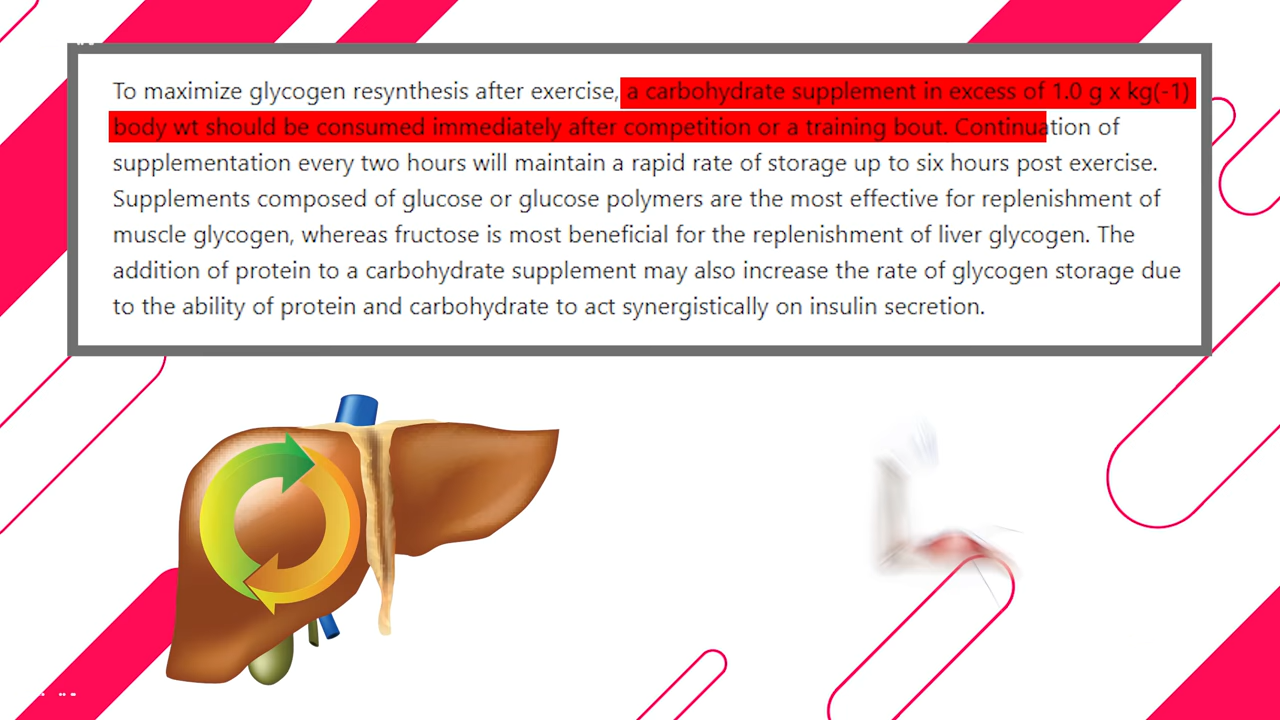 To maximize glycogen resynthesis after exercise, a carbohydrate supplement in excess of 1.0 g x kg(-1)
body wt should be consumed immediately after competition or a training bout. Continuation of
supplementation every two hours will maintain a rapid rate of storage up to six hours post exercise.
Supplements composed of glucose or glucose polymers are the most effective for replenishment of
muscle glycogen, whereas fructose is most beneficial for the replenishment of liver glycogen. The
addition of protein to a carbohydrate supplement may also increase the rate of glycogen storage due
to the ability of protein and carbohydrate to act synergistically on insulin secretion.